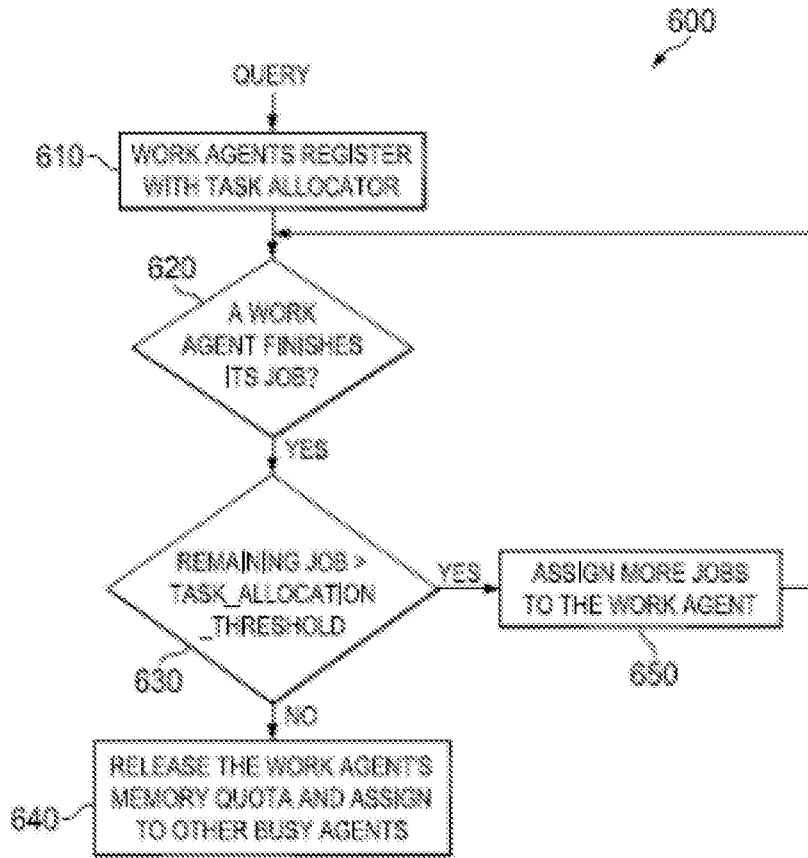 600
QUERY
610
WORK AGENTS REGISTER
WITH TASK ALLOCATOR
620
A WORK
AGENT FINISHES
ITS JOB?
YES
REMAINING JOB >
TASK_ALLOCATION
_THRESHOLD
YES
ASSIGN MORE JOBS
TO THE WORK AGENT
630
650
NO
640
RELEASE THE WORK AGENT'S
MEMORY QUOTA AND ASSIGN
TO OTHER BUSY AGENTS